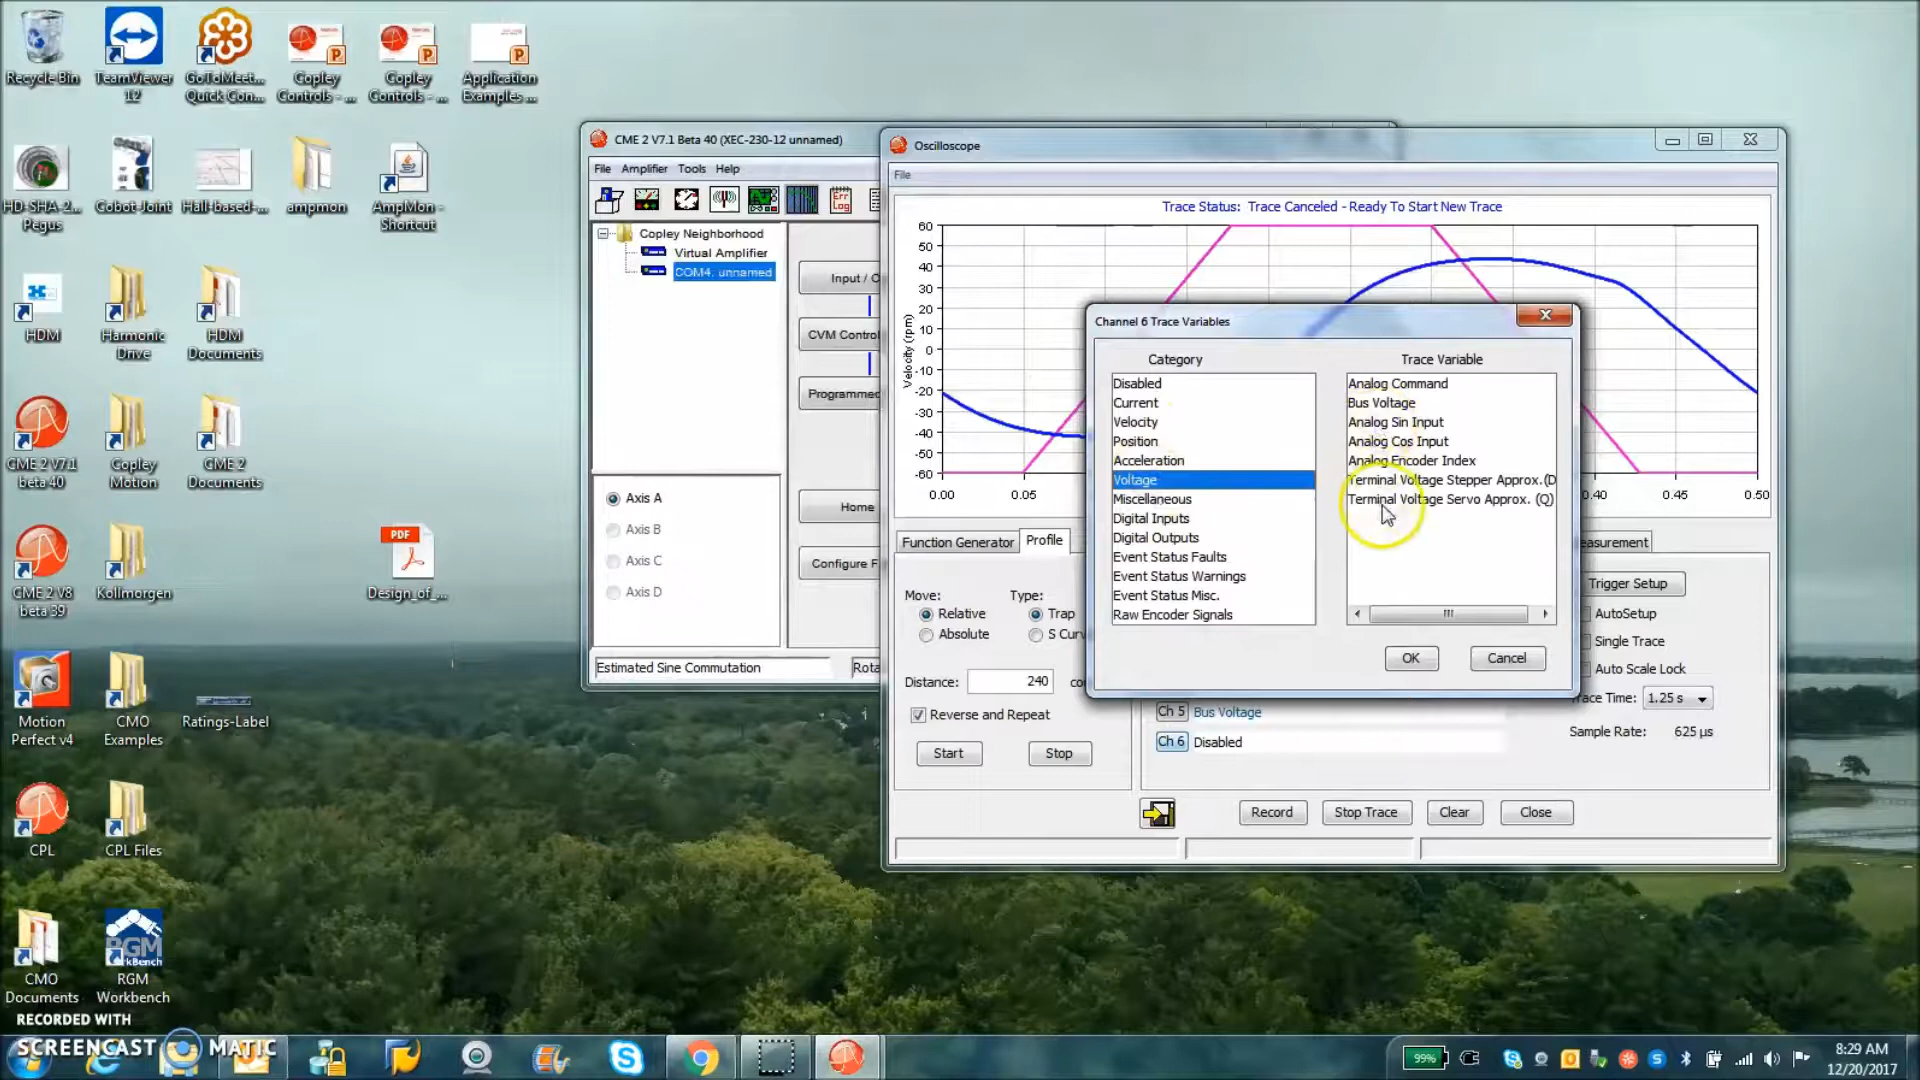 Recycle Bin
TeamViewer 12
GoToMeet... Quick Con...
Copley Controls - ...
Copley Controls - ...
Application Examples ...
HD-SHA-2... Pegus
Cobot-Joint
Hall-based-...
ampmon
AmplMon - Shortcut
HDM
Harmonic Drive
HDM Documents
CME 2 V7.1 beta 40
Copley Motion
CME 2 Documents
CME 2 V8 beta 39
Kollmorgen
PDF
Design_of_...
Motion Perfect v4
CMO Examples
Ratings-Label
CPL
CPL Files
CMO Documents
RGM Workbench
RECORDED WITH
SCREENCAST MATIC
CME 2 V7.1 Beta 40 (XEC-230-12 unnamed)
File Amplifier Tools Help
Err Log
Copley Neighborhood
Virtual Amplifier
COM4, unnamed
Axis A
Axis B
Axis C
Axis D
Input / O
CVM Control
Programmed
Home
Configure F
Estimated Sine Commutation
Rota
Oscilloscope
File
Trace Status: Trace Canceled - Ready To Start New Trace
Velocity (rpm)
60
50
40
30
20
10
0
-10
-20
-30
-40
-50
-60
0.00 0.05 0.40 0.45 0.50
Function Generator
Profile
easurement
Move:
Relative
Absolute
Type:
Trap
S Curv
Distance: 240 cou
Reverse and Repeat
Start
Stop
Channel 6 Trace Variables
Category
Disabled
Current
Velocity
Position
Acceleration
Voltage
Miscellaneous
Digital Inputs
Digital Outputs
Event Status Faults
Event Status Warnings
Event Status Misc.
Raw Encoder Signals
Trace Variable
Analog Command
Bus Voltage
Analog Sin Input
Analog Cos Input
Analog Encoder Index
Terminal Voltage Stepper Approx.(D
Terminal Voltage Servo Approx. (Q)
OK
Cancel
Ch 5 Bus Voltage
Ch 6 Disabled
Trigger Setup
AutoSetup
Single Trace
Auto Scale Lock
Trace Time: 1.25 s
Sample Rate: 625 µs
Record
Stop Trace
Clear
Close
99%
8:29 AM
12/20/2017